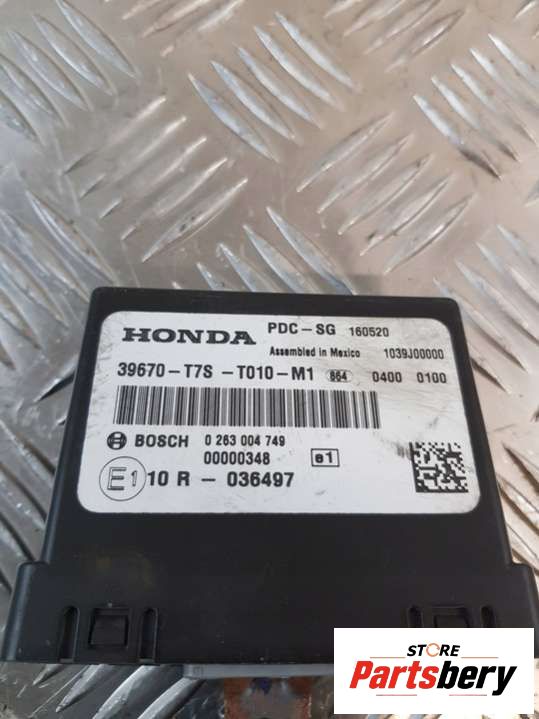 HONDA PDC-SG 160520
Assembled in Mexico 1039J00000
39670-T7S-T010-M1 864 0400 0100
BOSCH 0 263 004 749
00000348 e1
E1 10 R - 036497
STORE
Partsbery